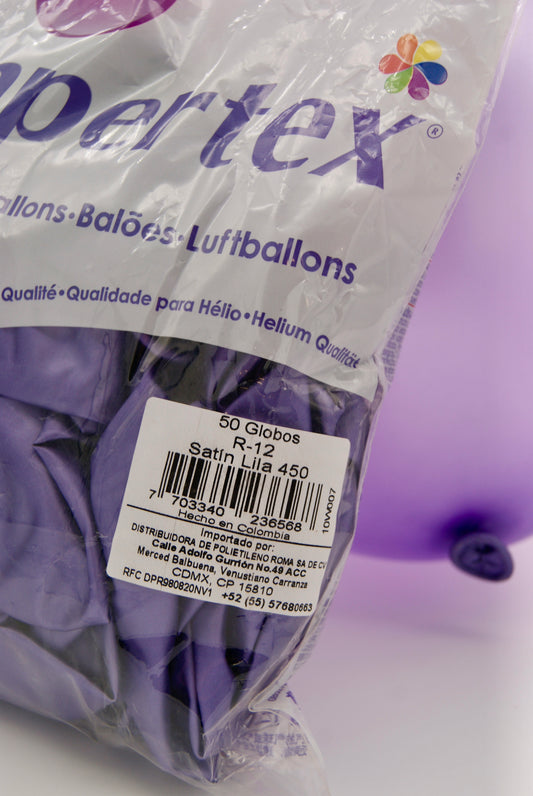 pertex®
allons•Balões•Luftballons
Qualité•Qualidade para Hélio•Helium Qualität
50 Globos
R-12
Satín Lila 450
7 703340 236568
10W007
Hecho en Colombia
Importado por:
DISTRIBUIDORA DE POLIETILENO ROMA SA DE CV
Calle Adolfo Gurrión No.49 ACC
Merced Balbuena, Venustiano Carranza
CDMX, CP 15810
RFC DPR980820NV1 +52 (55) 57680663